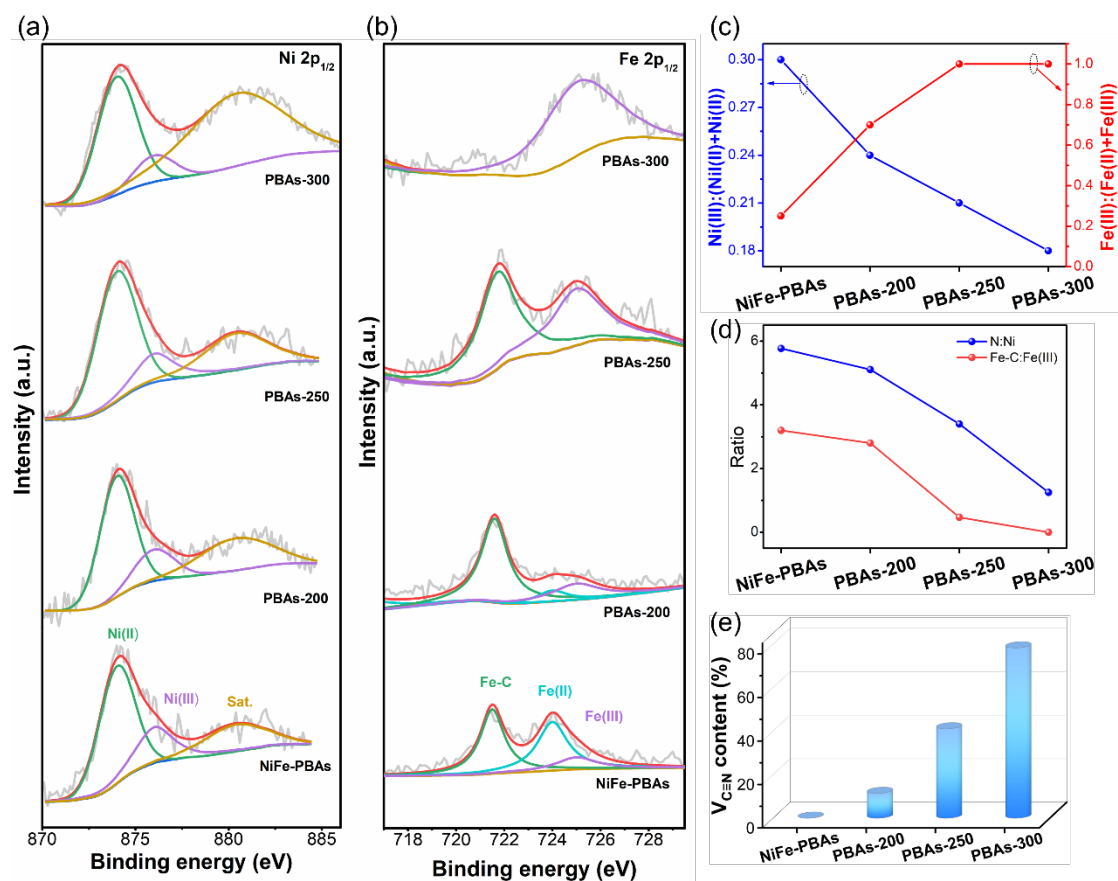 (a)
Ni 2p1/2
PBAs-300
PBAs-250
PBAs-200
Ni(II)
Ni(III)
Sat.
NiFe-PBAs
Intensity (a.u.)
870 875 880 885
Binding energy (eV)
(b)
Fe 2p1/2
PBAs-300
PBAs-250
PBAs-200
Fe-C
Fe(II)
Fe(III)
NiFe-PBAs
Intensity (a.u.)
718 720 722 724 726 728
Binding energy (eV)
(c)
Ni(III):(NiI(II)+Ni(II))
0.30
0.27
0.24
0.21
0.18
Fe(III):(Fe(II)+Fe(III)
1.0
0.8
0.6
0.4
0.2
0.0
NiFe-PBAs PBAs-200 PBAs-250 PBAs-300
(d)
N:Ni
Fe-C:Fe(III)
Ratio
6
4
2
0
NiFe-PBAs PBAs-200 PBAs-250 PBAs-300
(e)
VC≡N content (%)
80
60
40
20
0
NiFe-PBAs PBAs-200 PBAs-250 PBAs-300